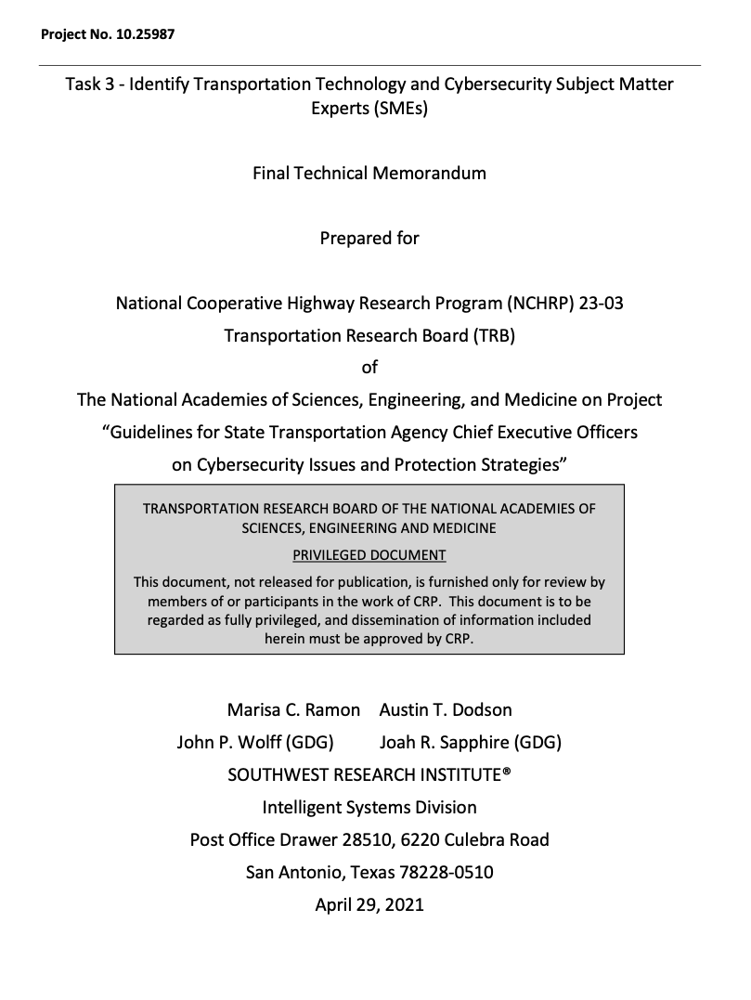 Project No. 10.25987
Task 3 - Identify Transportation Technology and Cybersecurity Subject Matter
Experts (SMEs)
Final Technical Memorandum
Prepared for
National Cooperative Highway Research Program (NCHRP) 23-03
Transportation Research Board (TRB)
of
The National Academies of Sciences, Engineering, and Medicine on Project
“Guidelines for State Transportation Agency Chief Executive Officers
on Cybersecurity Issues and Protection Strategies”
TRANSPORTATION RESEARCH BOARD OF THE NATIONAL ACADEMIES OF
SCIENCES, ENGINEERING AND MEDICINE
PRIVILEGED DOCUMENT
This document, not released for publication, is furnished only for review by
members of or participants in the work of CRP.  This document is to be
regarded as fully privileged, and dissemination of information included
herein must be approved by CRP.
Marisa C. Ramon    Austin T. Dodson
John P. Wolff (GDG)    Joah R. Sapphire (GDG)
SOUTHWEST RESEARCH INSTITUTE®
Intelligent Systems Division
Post Office Drawer 28510, 6220 Culebra Road
San Antonio, Texas 78228-0510
April 29, 2021